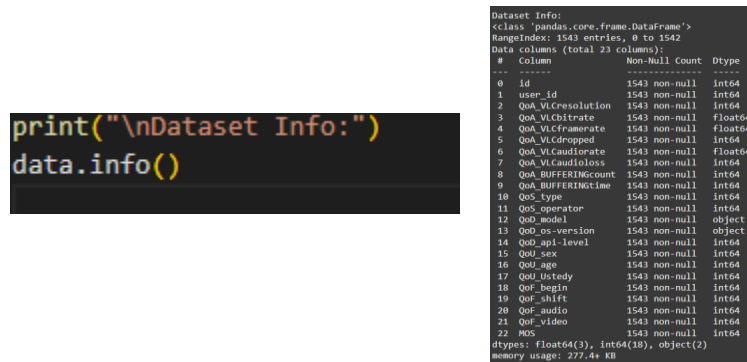 print("\nDataset Info:")
data.info()
Dataset Info:
<class 'pandas.core.frame.DataFrame'>
RangeIndex: 1543 entries, 0 to 1542
Data columns (total 23 columns):
# Column Non-Null Count Dtype
--- ------ -------------- -----
0 id 1543 non-null int64
1 user_id 1543 non-null int64
2 QoA_VLCresolution 1543 non-null int64
3 QoA_VLCbitrate 1543 non-null float64
4 QoA_VLCframerate 1543 non-null float64
5 QoA_VLCdropped 1543 non-null int64
6 QoA_VLCaudiorate 1543 non-null float64
7 QoA_VLCaudioloss 1543 non-null int64
8 QoA_BUFFERINGcount 1543 non-null int64
9 QoA_BUFFERINGtime 1543 non-null int64
10 QoS_type 1543 non-null int64
11 QoS_operator 1543 non-null int64
12 QoD_model 1543 non-null object
13 QoD_os-version 1543 non-null object
14 QoD_api-level 1543 non-null int64
15 QoU_sex 1543 non-null int64
16 QoU_age 1543 non-null int64
17 QoU_Ustedy 1543 non-null int64
18 QoF_begin 1543 non-null int64
19 QoF_shift 1543 non-null int64
20 QoF_audio 1543 non-null int64
21 QoF_video 1543 non-null int64
22 MOS 1543 non-null int64
dtypes: float64(3), int64(18), object(2)
memory usage: 277.4+ KB